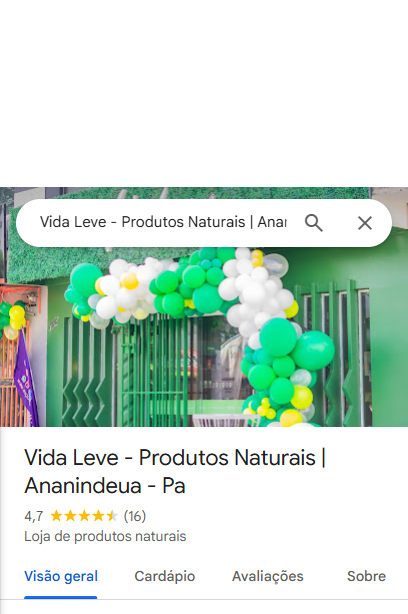 Vida Leve - Produtos Naturais | Anan
Vida Leve - Produtos Naturais |
Ananindeua - Pa
4,7 (16)
Loja de produtos naturais
Visão geral Cardápio Avaliações Sobre